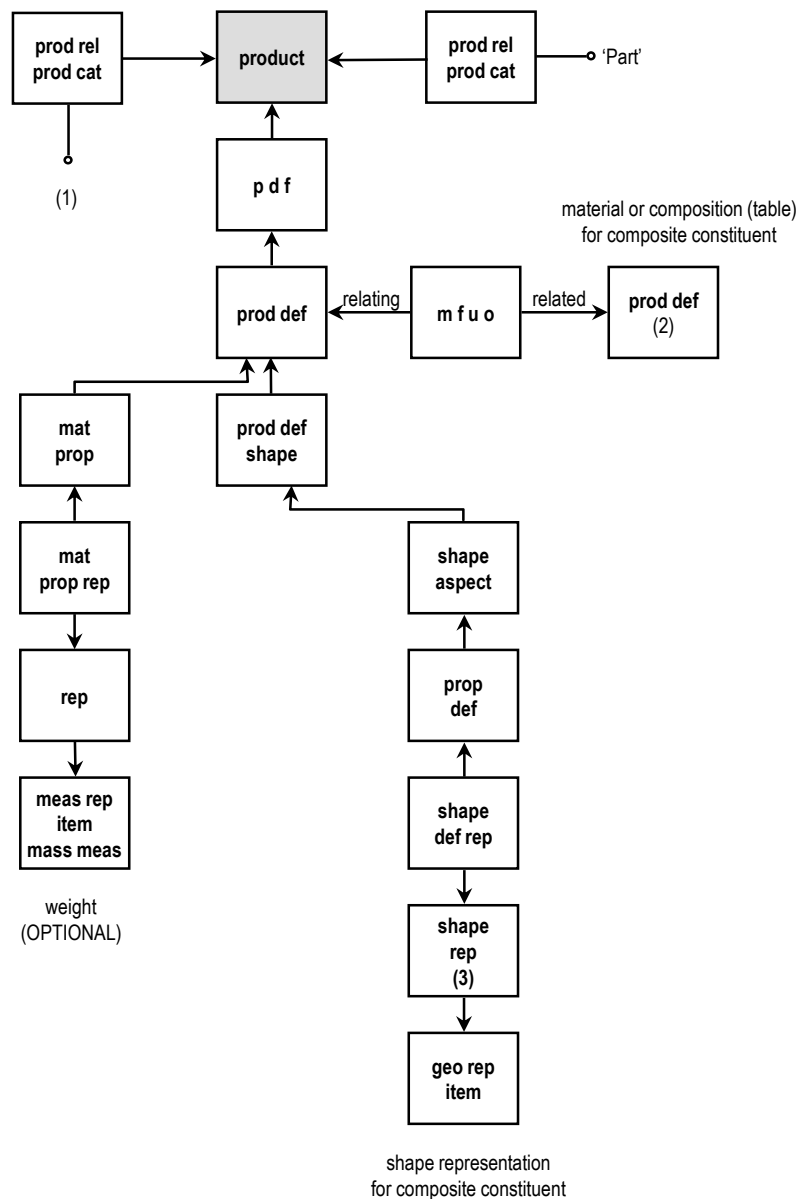 prod rel
prod cat
product
prod rel
prod cat
‘Part’
(1)
p d f
material or composition (table)
for composite constituent
prod def
relating
m f u o
related
prod def
(2)
mat
prop
prod def
shape
mat
prop rep
shape
aspect
rep
prop
def
meas rep
item
mass meas
shape
def rep
weight
(OPTIONAL)
shape
rep
(3)
geo rep
item
shape representation
for composite constituent